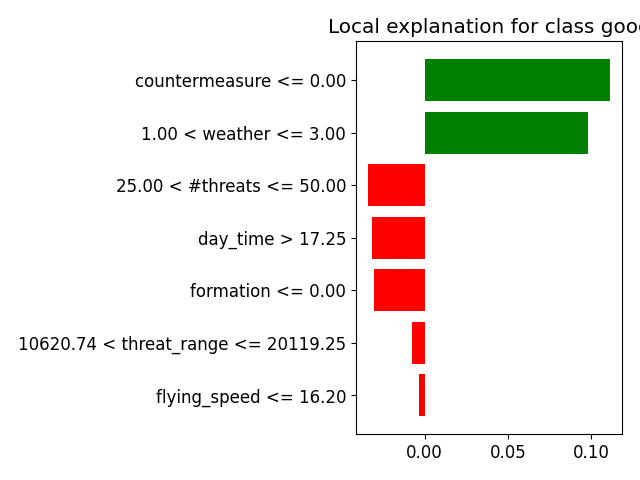 Local explanation for class goo
countermeasure <= 0.00
1.00 < weather <= 3.00
25.00 < #threats <= 50.00
day_time > 17.25
formation <= 0.00
10620.74 < threat_range <= 20119.25
flying_speed <= 16.20
0.00 0.05 0.10